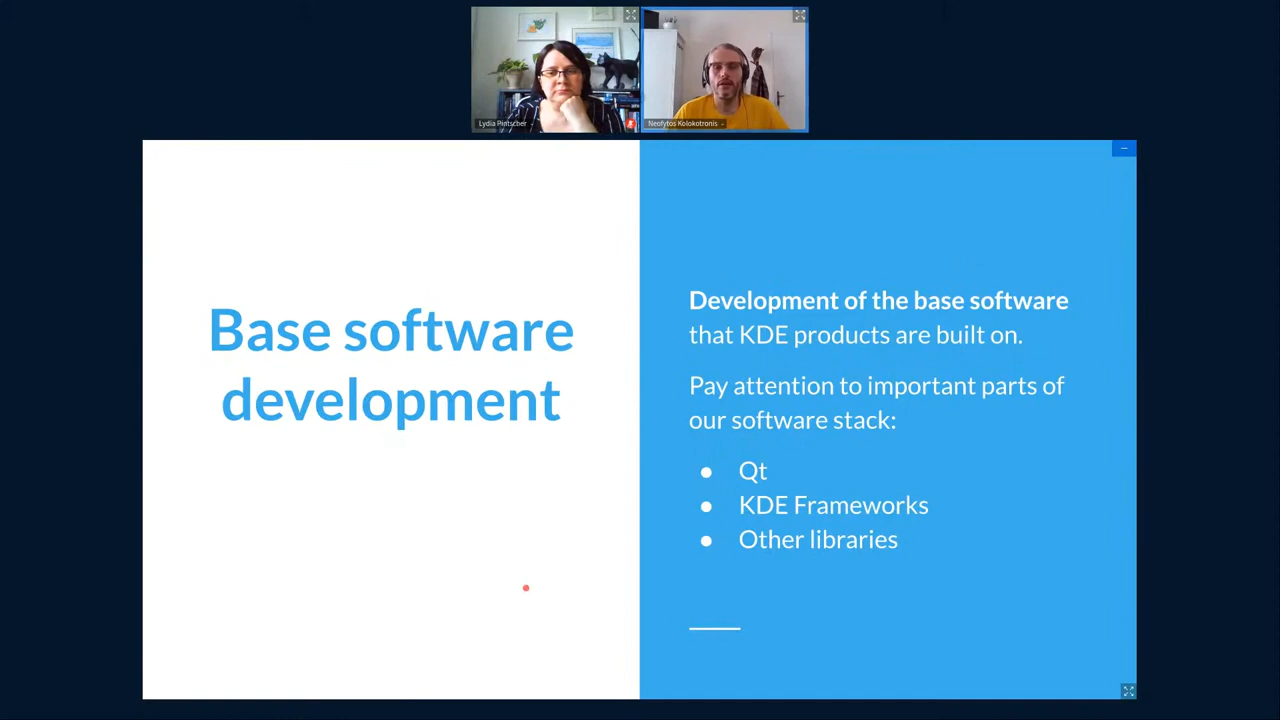 Lydia Pintscher
Neofytos Kolokotronis
Base software
development
Development of the base software
that KDE products are built on.
Pay attention to important parts of
our software stack:
● Qt
● KDE Frameworks
● Other libraries